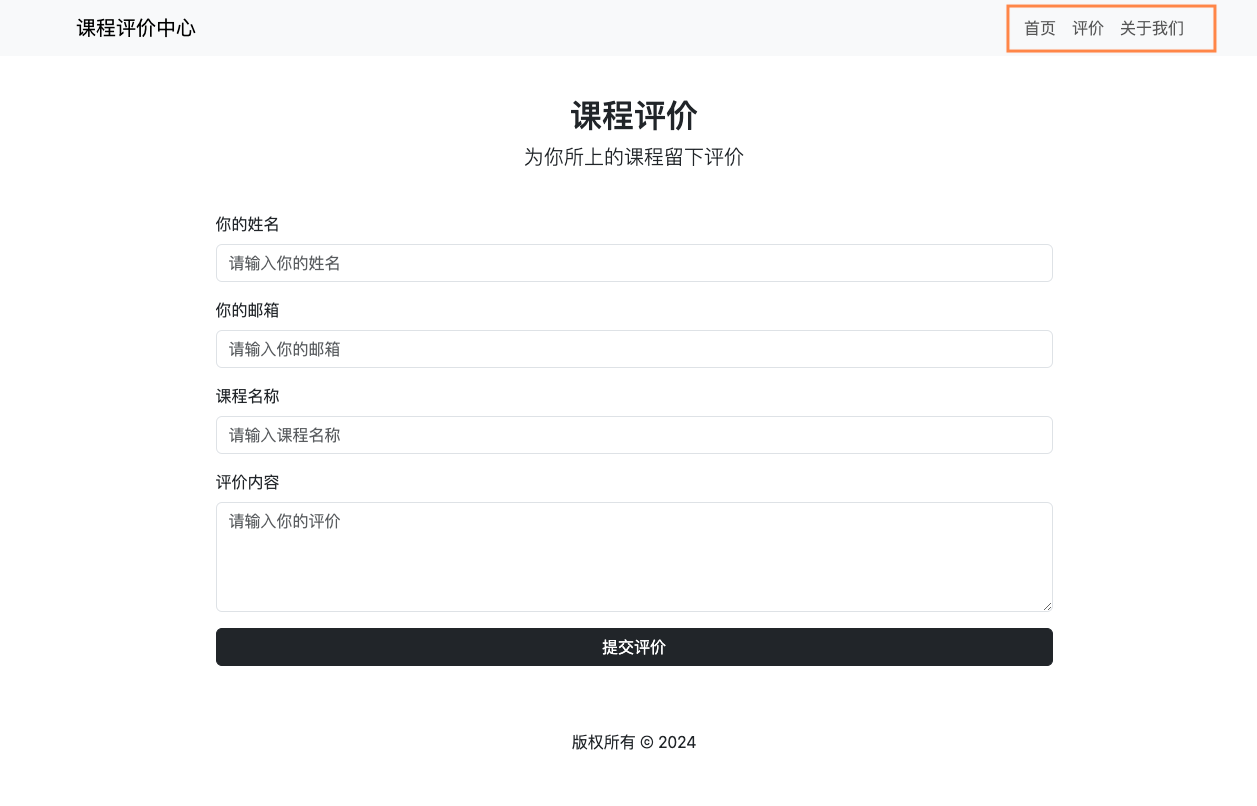 课程评价中心
首页 评价 关于我们
课程评价
为你所上的课程留下评价
你的姓名
请输入你的姓名
你的邮箱
请输入你的邮箱
课程名称
请输入课程名称
评价内容
请输入你的评价
提交评价
版权所有 © 2024